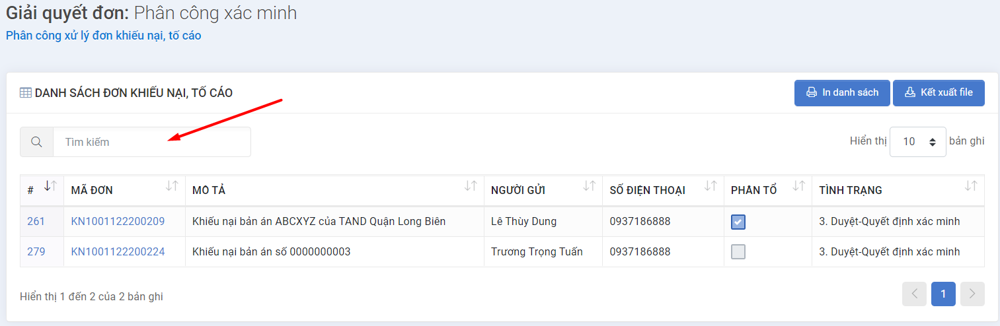 Giải quyết đơn: Phân công xác minh
Phân công xử lý đơn khiếu nại, tố cáo
DANH SÁCH ĐƠN KHIẾU NẠI, TỐ CÁO
In danh sách
Kết xuất file
Tìm kiếm
Hiển thị 10 bản ghi
# MÃ ĐƠN MÔ TẢ NGƯỜI GỬI SỐ ĐIỆN THOẠI PHÂN TỔ TÌNH TRẠNG
261 KN1001122200209 Khiếu nại bản án ABCXYZ của TAND Quận Long Biên Lê Thùy Dung 0937186888 3. Duyệt-Quyết định xác minh
279 KN1001122200224 Khiếu nại bản án số 0000000003 Trương Trọng Tuấn 0937186888 3. Duyệt-Quyết định xác minh
Hiển thị 1 đến 2 của 2 bản ghi
1